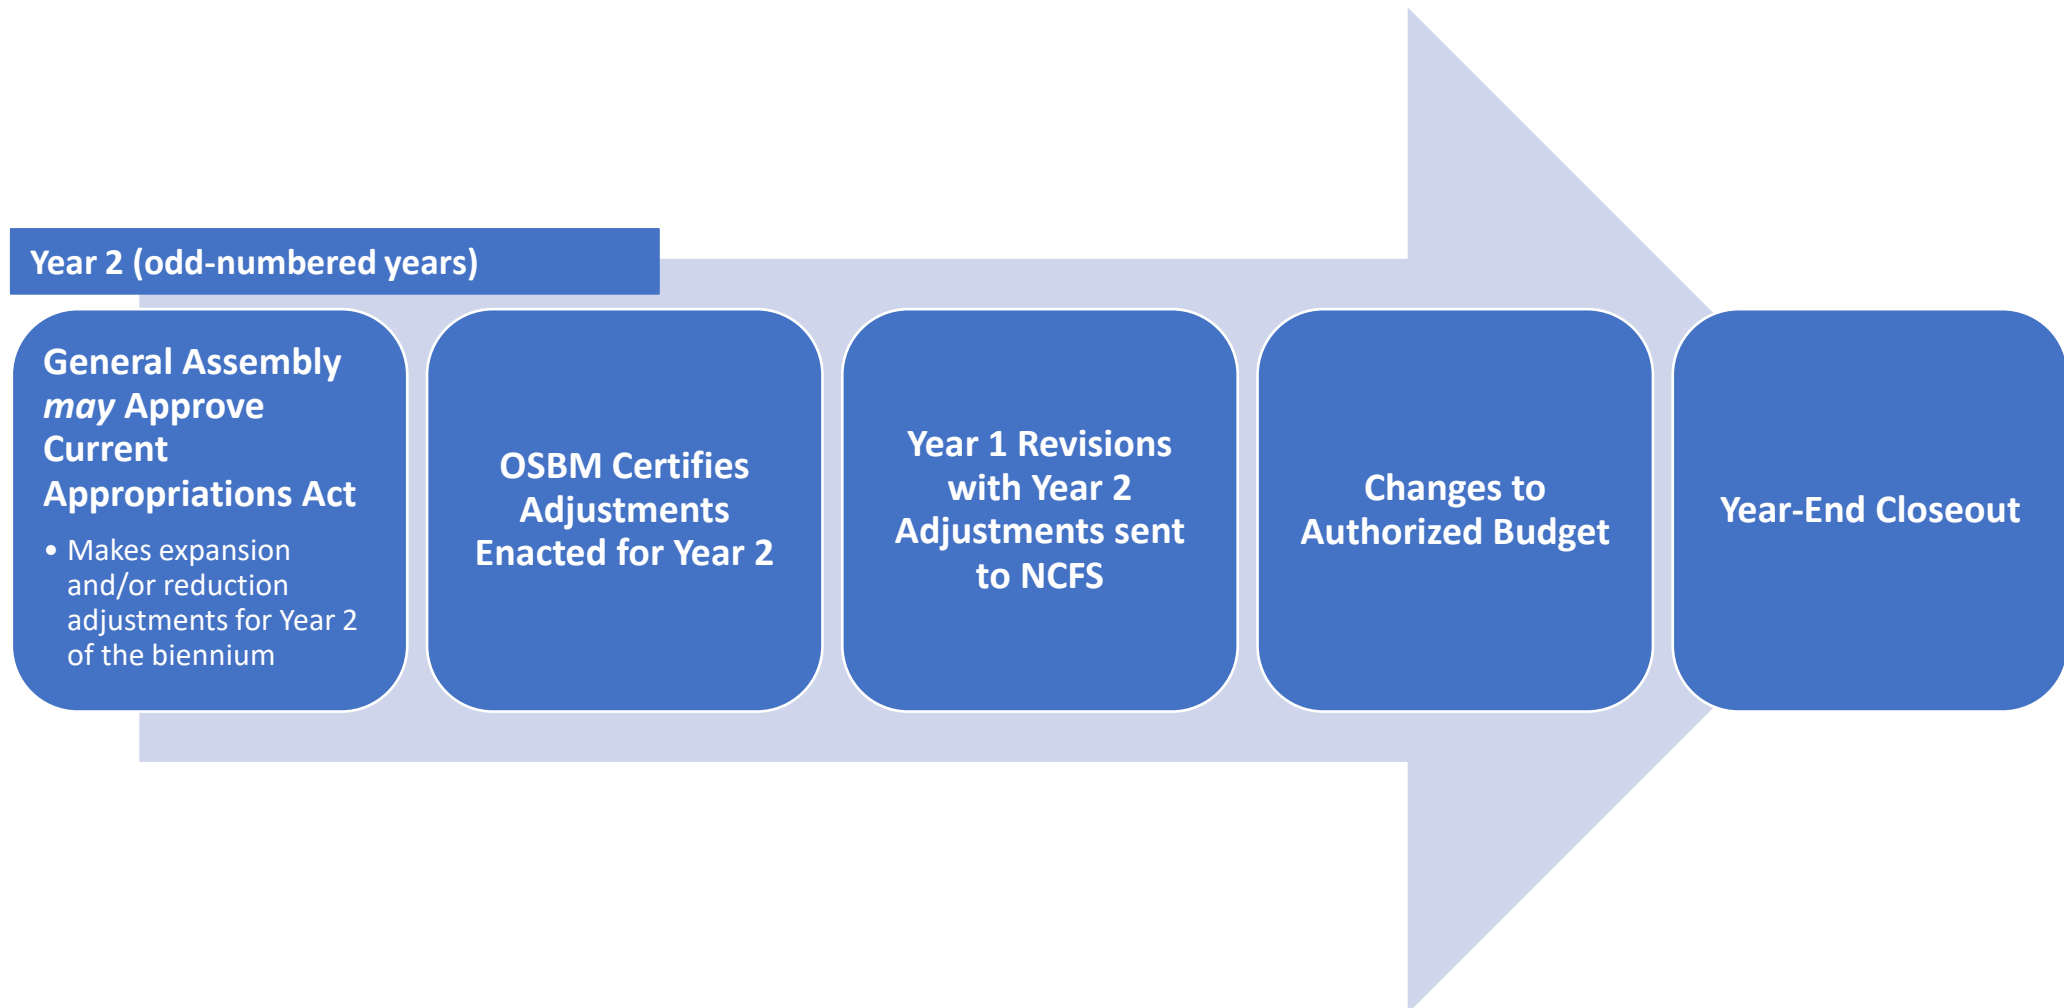 Year 2 (odd-numbered years)
General Assembly
may Approve
Current
Appropriations Act
• Makes expansion
and/or reduction
adjustments for Year 2
of the biennium
OSBM Certifies
Adjustments
Enacted for Year 2
Year 1 Revisions
with Year 2
Adjustments sent
to NCFS
Changes to
Authorized Budget
Year-End Closeout